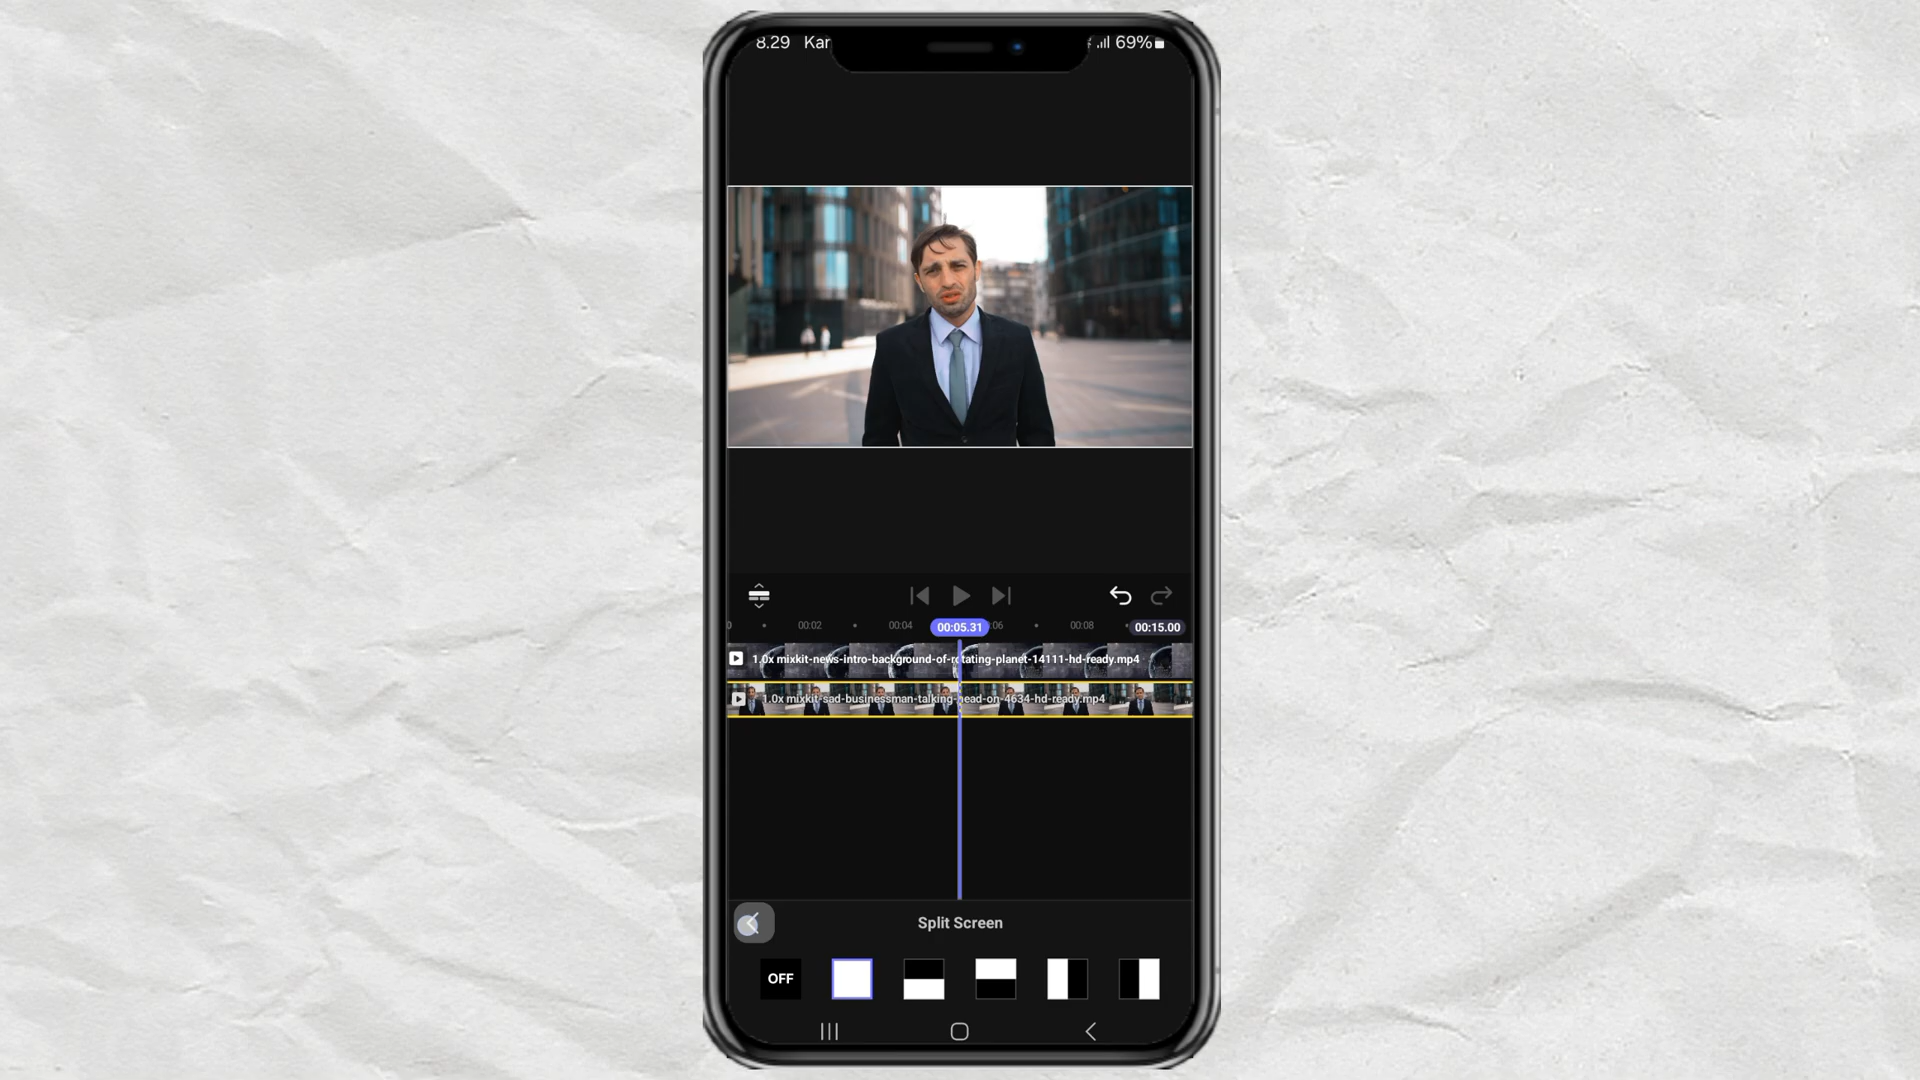 8.29 Kar 69%
00:02 00:04 00:05.31 :06 00:08 00:15.00
1.0x mixkit-news-intro-background-of-rotating-planet-14111-hd-ready.mp4
1.0x mixkit-sad-businessman-talking-head-on-4634-hd-ready.mp4
Split Screen
OFF